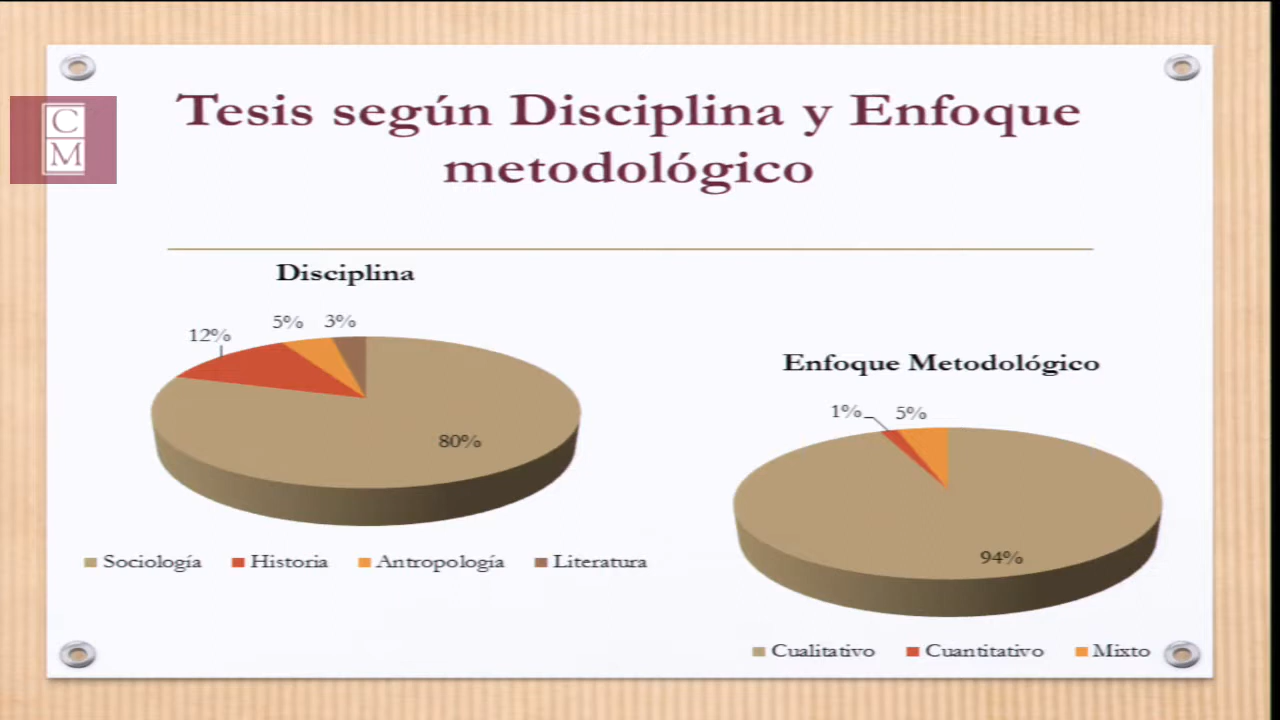 Tesis según Disciplina y Enfoque
metodológico
C
M
Disciplina
12%
5%
3%
80%
Sociología Historia Antropología Literatura
Enfoque Metodológico
1%
5%
94%
Cualitativo Cuantitativo Mixto